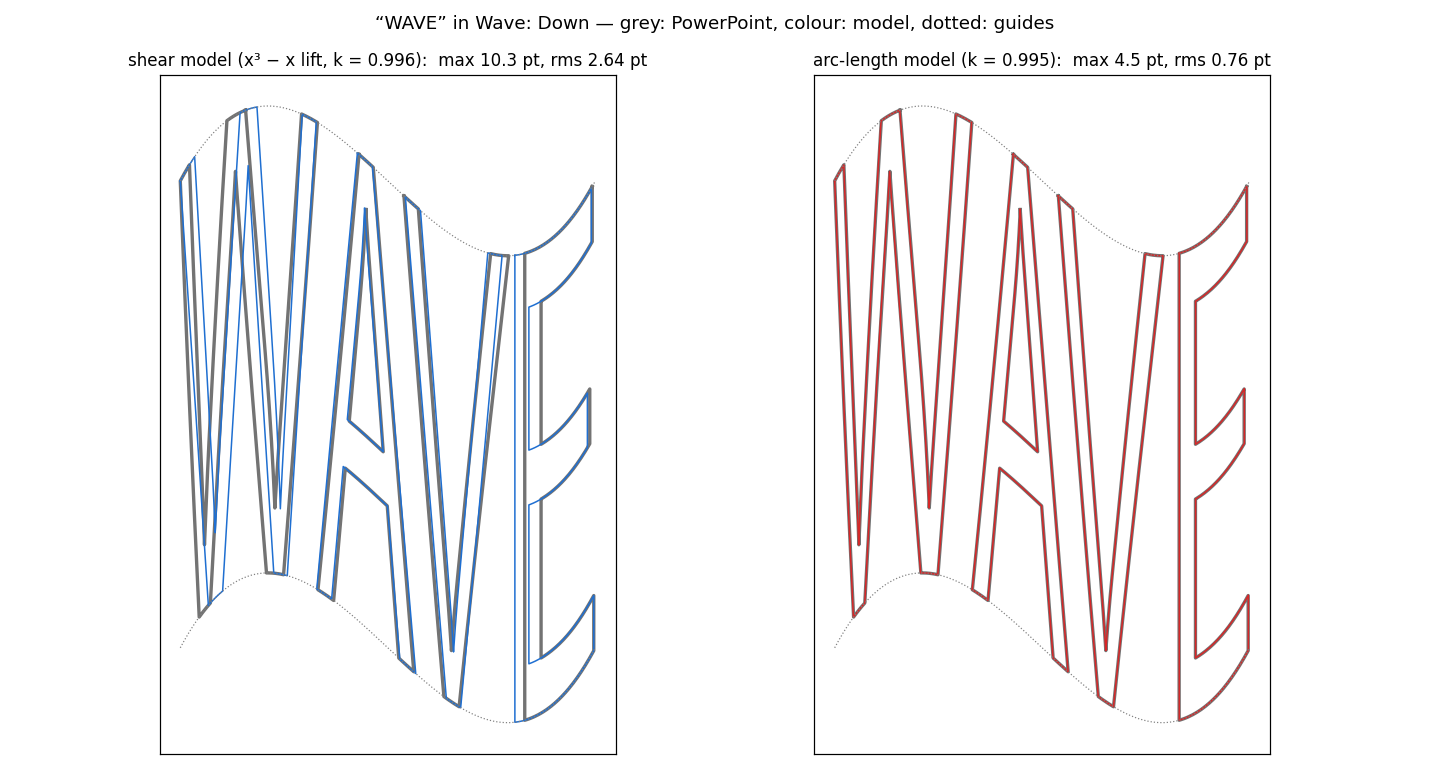 “WAVE” in Wave: Down — grey: PowerPoint, colour: model, dotted: guides
shear model (x³ − x lift, k = 0.996):  max 10.3 pt, rms 2.64 pt
arc-length model (k = 0.995):  max 4.5 pt, rms 0.76 pt
WAVE
WAVE